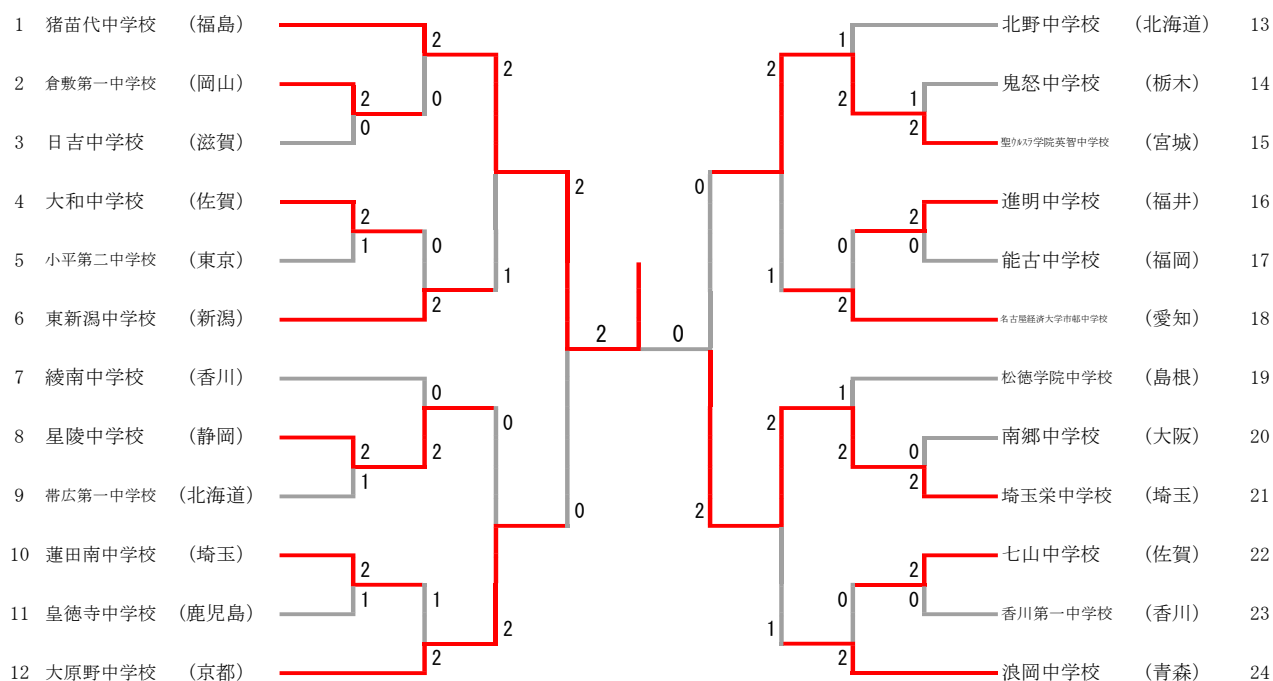 1 猪苗代中学校 (福島)
2 倉敷第一中学校 (岡山)
3 日吉中学校 (滋賀)
4 大和中学校 (佐賀)
5 小平第二中学校 (東京)
6 東新潟中学校 (新潟)
7 綾南中学校 (香川)
8 星陵中学校 (静岡)
9 帯広第一中学校 (北海道)
10 蓮田南中学校 (埼玉)
11 皇徳寺中学校 (鹿児島)
12 大原野中学校 (京都)
2
0
2
0
2
1
0
2
0
2
2
1
2
1
1
2
2
1
0
2
2
0
2 0
0
2
2
1
2
1
1
2
1
2
2
0
0
2
1
2
0
2
2
0
0
2
北野中学校 (北海道) 13
鬼怒中学校 (栃木) 14
聖ウルスラ学院英智中学校 (宮城) 15
進明中学校 (福井) 16
能古中学校 (福岡) 17
名古屋経済大学市邨中学校 (愛知) 18
松徳学院中学校 (島根) 19
南郷中学校 (大阪) 20
埼玉栄中学校 (埼玉) 21
七山中学校 (佐賀) 22
香川第一中学校 (香川) 23
浪岡中学校 (青森) 24